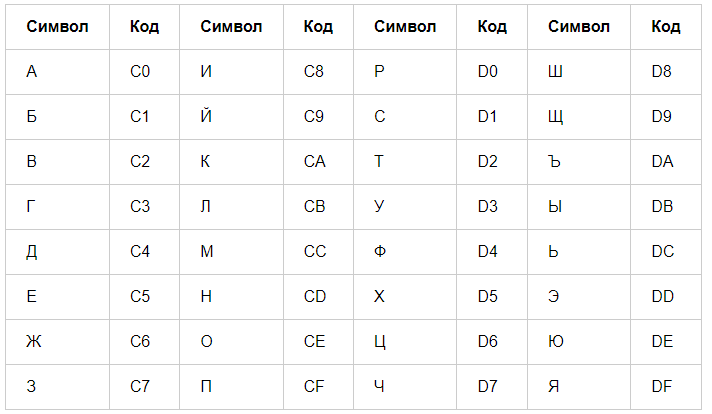 Символ Код Символ Код Символ Код Символ Код
А C0 И C8 Р D0 Ш D8
Б C1 Й C9 С D1 Щ D9
В C2 К CA Т D2 Ъ DA
Г C3 Л CB У D3 Ы DB
Д C4 М CC Ф D4 Ь DC
Е C5 Н CD Х D5 Э DD
Ж C6 О CE Ц D6 Ю DE
З C7 П CF Ч D7 Я DF